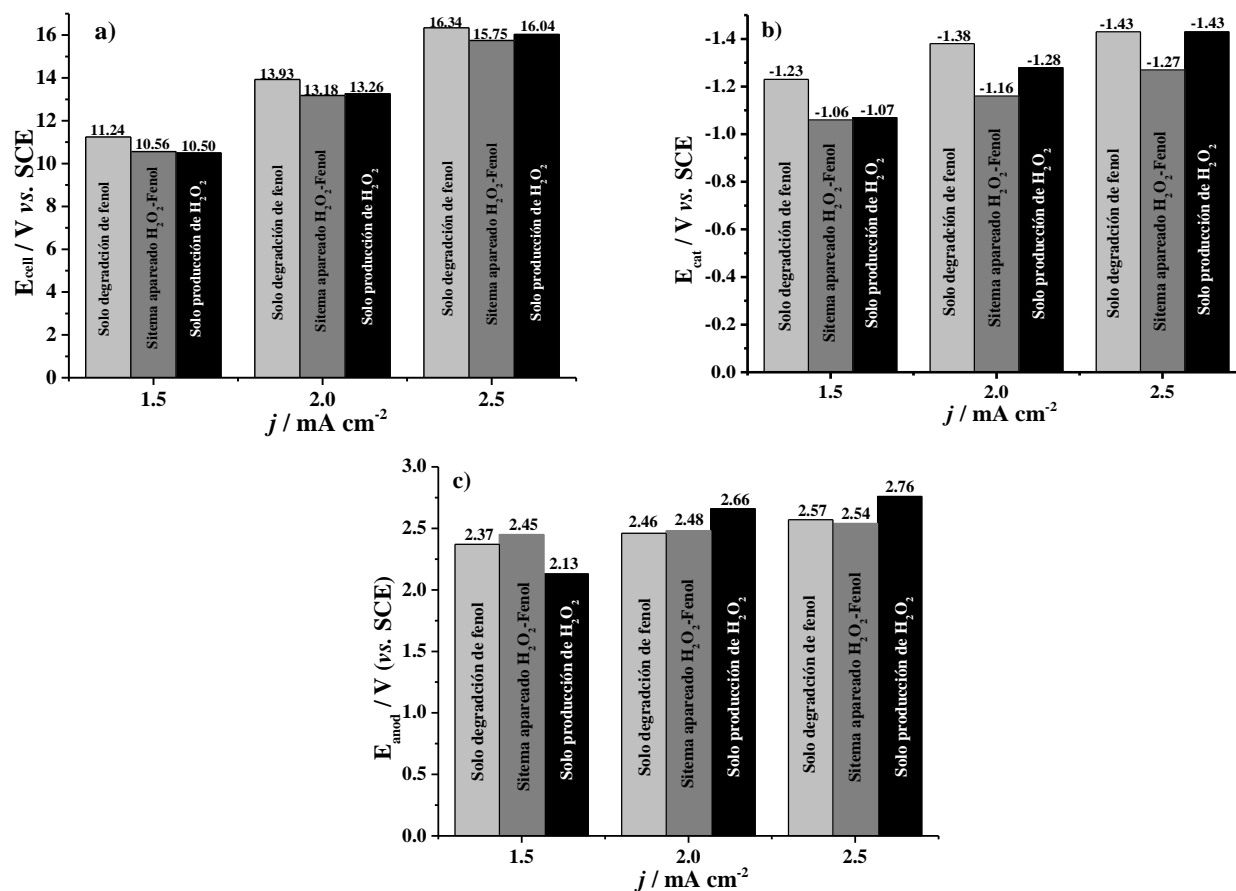 a)
E cell / V vs. SCE
16
14
12
10
8
6
4
2
0
11.24
10.56
10.50
13.93
13.18
13.26
16.34
15.75
16.04
Solo degradción de fenol
Sitema apareado H2O2-Fenol
Solo producción de H2O2
Solo degradción de fenol
Sitema apareado H2O2-Fenol
Solo producción de H2O2
Solo degradción de fenol
Sitema apareado H2O2-Fenol
Solo producción de H2O2
1.5
2.0
2.5
j / mA cm-2
b)
E cat / V vs. SCE
-1.4
-1.2
-1.0
-0.8
-0.6
-0.4
-0.2
0.0
-1.23
-1.06
-1.07
-1.38
-1.16
-1.28
-1.43
-1.27
-1.43
Solo degradción de fenol
Sitema apareado H2O2-Fenol
Solo producción de H2O2
Solo degradción de fenol
Sitema apareado H2O2-Fenol
Solo producción de H2O2
Solo degradción de fenol
Sitema apareado H2O2-Fenol
Solo producción de H2O2
1.5
2.0
2.5
j / mA cm-2
c)
E anod / V (vs. SCE)
3.0
2.5
2.0
1.5
1.0
0.5
0.0
2.37
2.45
2.13
2.46
2.48
2.66
2.57
2.54
2.76
Solo degradción de fenol
Sitema apareado H2O2-Fenol
Solo producción de H2O2
Solo degradción de fenol
Sitema apareado H2O2-Fenol
Solo producción de H2O2
Solo degradción de fenol
Sitema apareado H2O2-Fenol
Solo producción de H2O2
1.5
2.0
2.5
j / mA cm-2